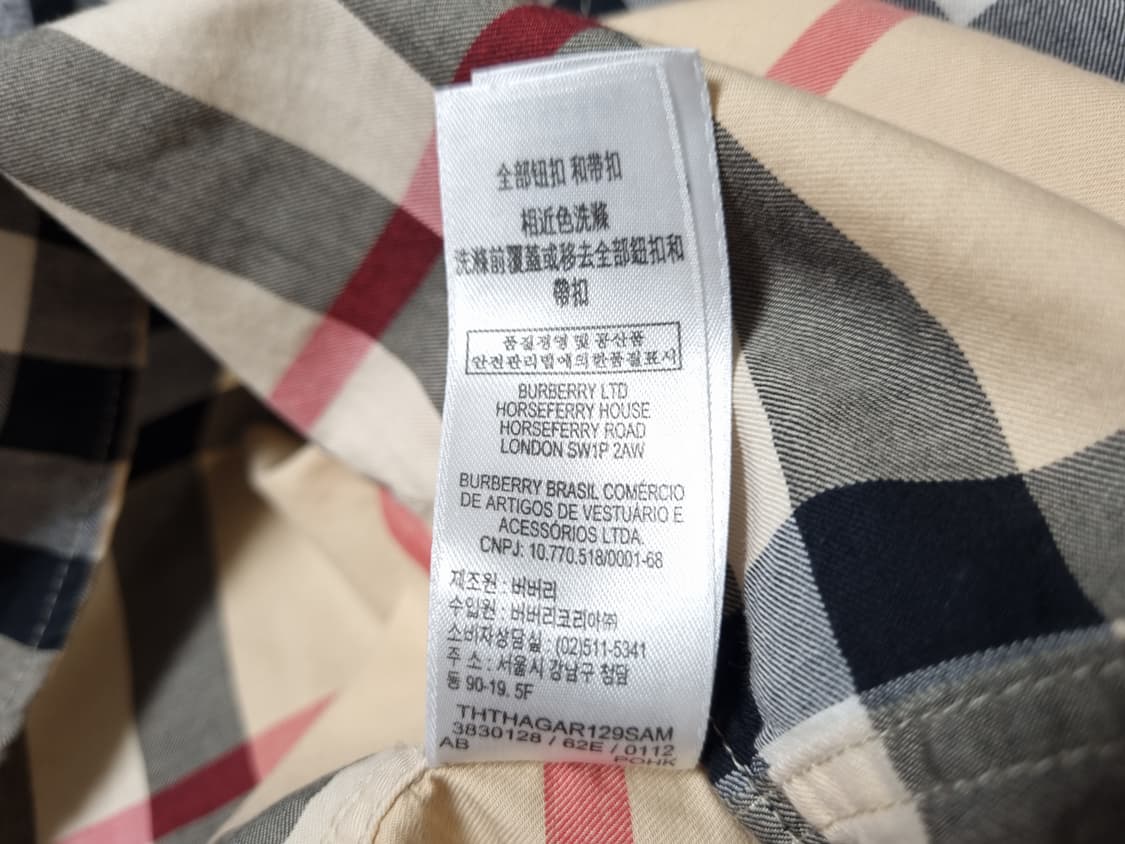 全部钮扣 和带扣
相近色洗滌
洗滌前覆蓋或移去全部鈕扣和
帶扣
품질경영 및 공산품
안전관리법에의한품질표시
BURBERRY LTD
HORSEFERRY HOUSE
HORSEFERRY ROAD
LONDON SW1P 2AW
BURBERRY BRASIL COMÉRCIO
DE ARTIGOS DE VESTUÁRIO E
ACESSÓRIOS LTDA.
CNPJ: 10.770.518/0001-68
제조원 : 버버리
수입원 : 버버리코리아㈜
소비자상담실 : (02)511-5341
주 소 : 서울시 강남구 청담
동 90-19. 5F
THTHAGAR129SAM
3830128 / 62E / 0112
AB POHK